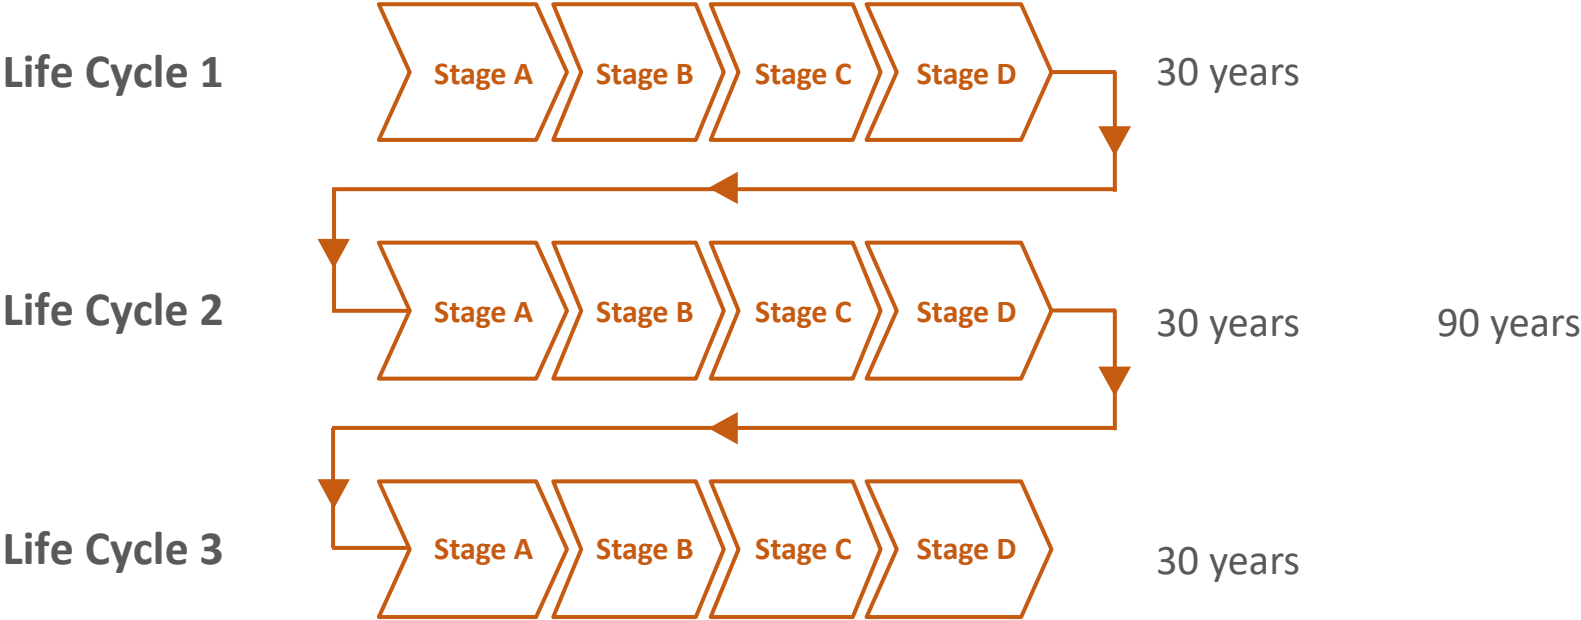 Life Cycle 1 Stage A Stage B Stage C Stage D 30 years
Life Cycle 2 Stage A Stage B Stage C Stage D 30 years 90 years
Life Cycle 3 Stage A Stage B Stage C Stage D 30 years